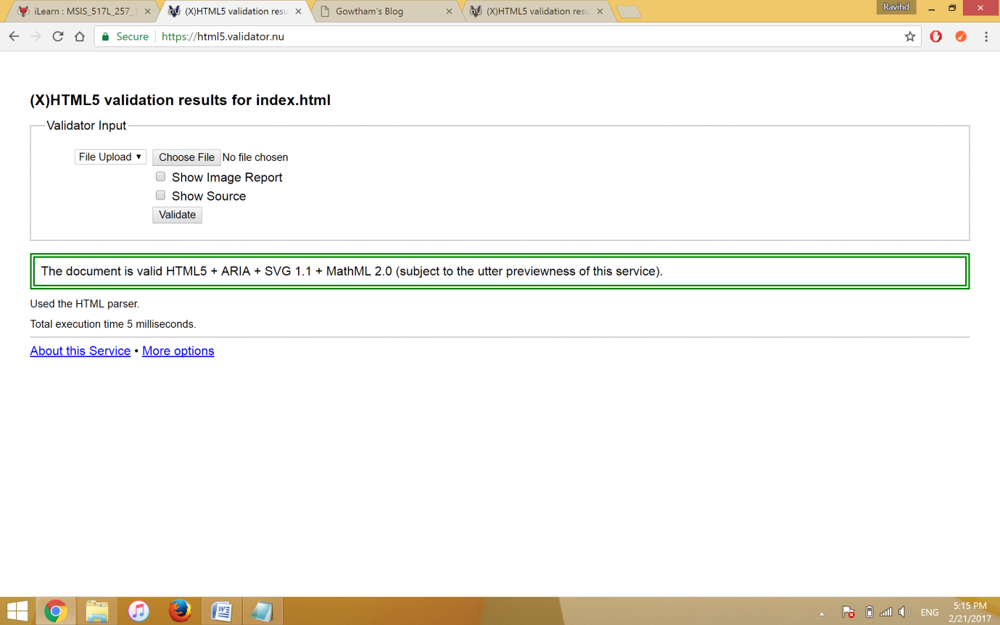 iLearn : MSIS_517L_257_1
(X)HTML5 validation resu
Gowtham's Blog
(X)HTML5 validation resu
Ravihd
Secure
https://html5.validator.nu
(X)HTML5 validation results for index.html
Validator Input
File Upload ▼ Choose File No file chosen
Show Image Report
Show Source
Validate
The document is valid HTML5 + ARIA + SVG 1.1 + MathML 2.0 (subject to the utter previewness of this service).
Used the HTML parser.
Total execution time 5 milliseconds.
About this Service • More options
ENG
5:15 PM
2/21/2017